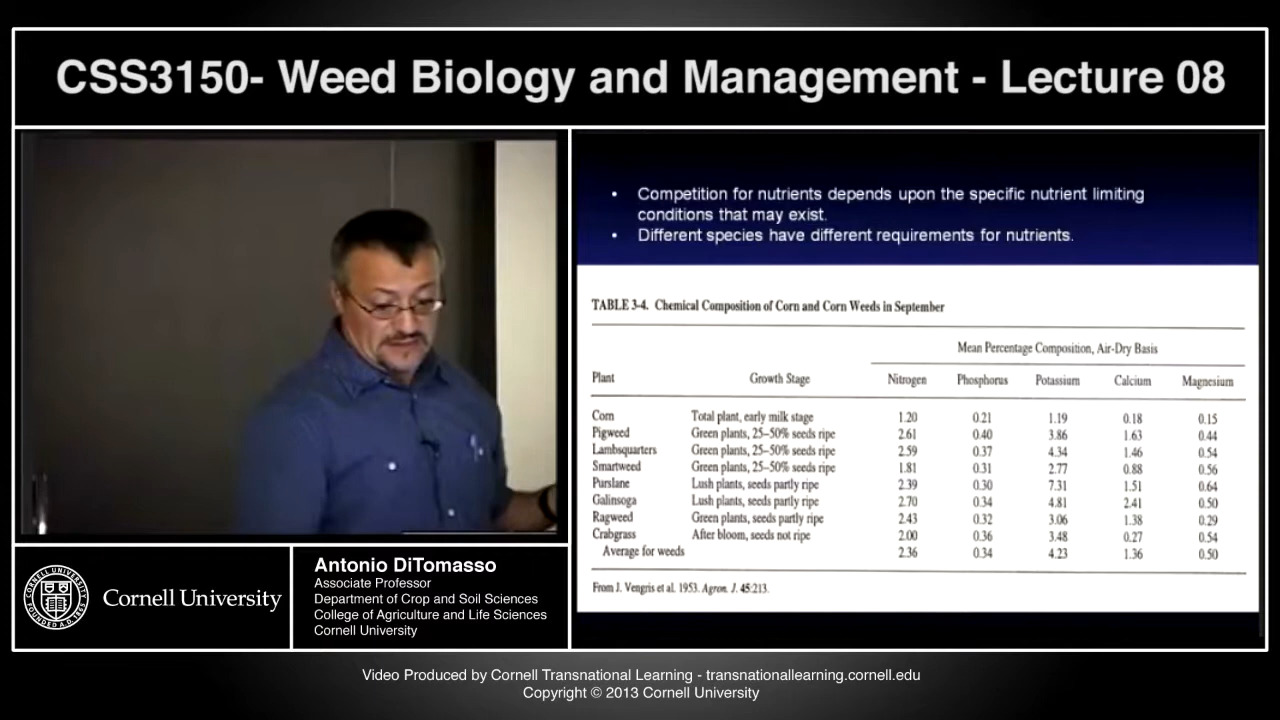 CSS3150- Weed Biology and Management - Lecture 08
• Competition for nutrients depends upon the specific nutrient limiting
conditions that may exist.
• Different species have different requirements for nutrients.
TABLE 3-4. Chemical Composition of Corn and Corn Weeds in September
Mean Percentage Composition, Air-Dry Basis
Plant Growth Stage Nitrogen Phosphorus Potassium Calcium Magnesium
Corn Total plant, early milk stage 1.20 0.21 1.19 0.18 0.15
Pigweed Green plants, 25–50% seeds ripe 2.61 0.40 3.86 1.63 0.44
Lambsquarters Green plants, 25–50% seeds ripe 2.59 0.37 4.34 1.46 0.54
Smartweed Green plants, 25–50% seeds ripe 1.81 0.31 2.77 0.88 0.56
Purslane Lush plants, seeds partly ripe 2.39 0.30 7.31 1.51 0.64
Galinsoga Lush plants, seeds partly ripe 2.70 0.34 4.81 2.41 0.50
Ragweed Green plants, seeds partly ripe 2.43 0.32 3.06 1.38 0.29
Crabgrass After bloom, seeds not ripe 2.00 0.36 3.48 0.27 0.54
Average for weeds 2.36 0.34 4.23 1.36 0.50
From J. Vengris et al. 1953. Agron. J. 45:213.
Cornell University
Antonio DiTomasso
Associate Professor
Department of Crop and Soil Sciences
College of Agriculture and Life Sciences
Cornell University
Video Produced by Cornell Transnational Learning - transnationallearning.cornell.edu
Copyright © 2013 Cornell University